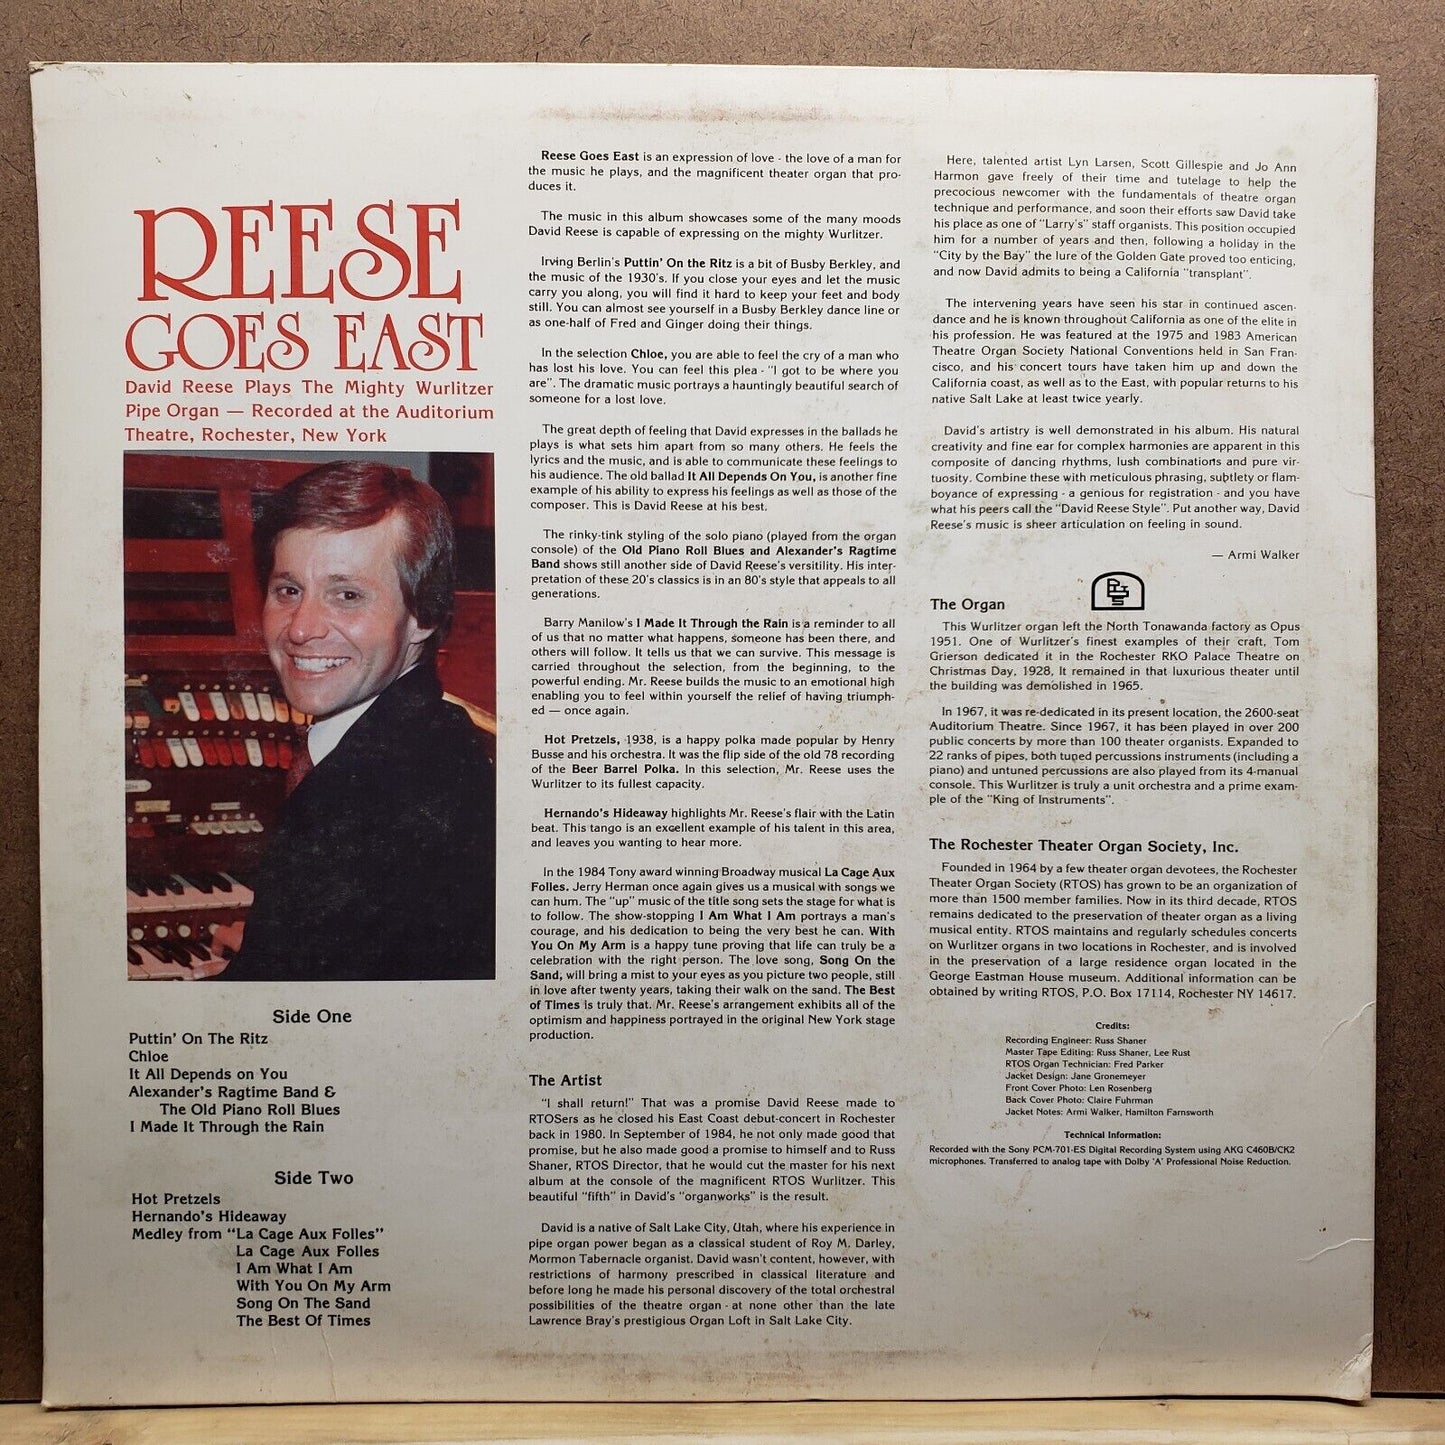 REESE
GOES EAST
David Reese Plays The Mighty Wurlitzer
Pipe Organ — Recorded at the Auditorium
Theatre, Rochester, New York
Side One
Puttin' On The Ritz
Chloe
It All Depends on You
Alexander's Ragtime Band &
The Old Piano Roll Blues
I Made It Through the Rain
Side Two
Hot Pretzels
Hernando's Hideaway
Medley from "La Cage Aux Folles"
La Cage Aux Folles
I Am What I Am
With You On My Arm
Song On The Sand
The Best Of Times
Reese Goes East is an expression of love - the love of a man for
the music he plays, and the magnificent theater organ that pro-
duces it.
The music in this album showcases some of the many moods
David Reese is capable of expressing on the mighty Wurlitzer.
Irving Berlin's Puttin' On the Ritz is a bit of Busby Berkley, and
the music of the 1930's. If you close your eyes and let the music
carry you along, you will find it hard to keep your feet and body
still. You can almost see yourself in a Busby Berkley dance line or
as one-half of Fred and Ginger doing their things.
In the selection Chloe, you are able to feel the cry of a man who
has lost his love. You can feel this plea - "I got to be where you
are". The dramatic music portrays a hauntingly beautiful search of
someone for a lost love.
The great depth of feeling that David expresses in the ballads he
plays is what sets him apart from so many others. He feels the
lyrics and the music, and is able to communicate these feelings to
his audience. The old ballad It All Depends On You, is another fine
example of his ability to express his feelings as well as those of the
composer. This is David Reese at his best.
The rinky-tink styling of the solo piano (played from the organ
console) of the Old Piano Roll Blues and Alexander's Ragtime
Band shows still another side of David Reese's versitility. His inter-
pretation of these 20's classics is in an 80's style that appeals to all
generations.
Barry Manilow's I Made It Through the Rain is a reminder to all
of us that no matter what happens, someone has been there, and
others will follow. It tells us that we can survive. This message is
carried throughout the selection, from the beginning, to the
powerful ending. Mr. Reese builds the music to an emotional high
enabling you to feel within yourself the relief of having triumph-
ed — once again.
Hot Pretzels, 1938, is a happy polka made popular by Henry
Busse and his orchestra. It was the flip side of the old 78 recording
of the Beer Barrel Polka. In this selection, Mr. Reese uses the
Wurlitzer to its fullest capacity.
Hernando's Hideaway highlights Mr. Reese's flair with the Latin
beat. This tango is an excellent example of his talent in this area,
and leaves you wanting to hear more.
In the 1984 Tony award winning Broadway musical La Cage Aux
Folles. Jerry Herman once again gives us a musical with songs we
can hum. The "up" music of the title song sets the stage for what is
to follow. The show-stopping I Am What I Am portrays a man's
courage, and his dedication to being the very best he can. With
You On My Arm is a happy tune proving that life can truly be a
celebration with the right person. The love song, Song On the
Sand, will bring a mist to your eyes as you picture two people, still
in love after twenty years, taking their walk on the sand. The Best
of Times is truly that. Mr. Reese's arrangement exhibits all of the
optimism and happiness portrayed in the original New York stage
production.
The Artist
"I shall return!" That was a promise David Reese made to
RTOSers as he closed his East Coast debut-concert in Rochester
back in 1980. In September of 1984, he not only made good that
promise, but he also made good a promise to himself and to Russ
Shaner, RTOS Director, that he would cut the master for his next
album at the console of the magnificent RTOS Wurlitzer. This
beautiful "fifth" in David's "organworks" is the result.
David is a native of Salt Lake City, Utah, where his experience in
pipe organ power began as a classical student of Roy M. Darley,
Mormon Tabernacle organist. David wasn't content, however, with
restrictions of harmony prescribed in classical literature and
before long he made his personal discovery of the total orchestral
possibilities of the theatre organ - at none other than the late
Lawrence Bray's prestigious Organ Loft in Salt Lake City.
Here, talented artist Lyn Larsen, Scott Gillespie and Jo Ann
Harmon gave freely of their time and tutelage to help the
precocious newcomer with the fundamentals of theatre organ
technique and performance, and soon their efforts saw David take
his place as one of "Larry's" staff organists. This position occupied
him for a number of years and then, following a holiday in the
"City by the Bay" the lure of the Golden Gate proved too enticing,
and now David admits to being a California "transplant".
The intervening years have seen his star in continued ascen-
dance and he is known throughout California as one of the elite in
his profession. He was featured at the 1975 and 1983 American
Theatre Organ Society National Conventions held in San Fran-
cisco, and his concert tours have taken him up and down the
California coast, as well as to the East, with popular returns to his
native Salt Lake at least twice yearly.
David's artistry is well demonstrated in his album. His natural
creativity and fine ear for complex harmonies are apparent in this
composite of dancing rhythms, lush combinations and pure vir-
tuosity. Combine these with meticulous phrasing, subtlety or flam-
boyance of expressing - a genious for registration - and you have
what his peers call the "David Reese Style". Put another way, David
Reese's music is sheer articulation on feeling in sound.
— Armi Walker
The Organ
This Wurlitzer organ left the North Tonawanda factory as Opus
1951. One of Wurlitzer's finest examples of their craft, Tom
Grierson dedicated it in the Rochester RKO Palace Theatre on
Christmas Day, 1928, It remained in that luxurious theater until
the building was demolished in 1965.
In 1967, it was re-dedicated in its present location, the 2600-seat
Auditorium Theatre. Since 1967, it has been played in over 200
public concerts by more than 100 theater organists. Expanded to
22 ranks of pipes, both tuned percussions instruments (including a
piano) and untuned percussions are also played from its 4-manual
console. This Wurlitzer is truly a unit orchestra and a prime exam-
ple of the "King of Instruments".
The Rochester Theater Organ Society, Inc.
Founded in 1964 by a few theater organ devotees, the Rochester
Theater Organ Society (RTOS) has grown to be an organization of
more than 1500 member families. Now in its third decade, RTOS
remains dedicated to the preservation of theater organ as a living
musical entity. RTOS maintains and regularly schedules concerts
on Wurlitzer organs in two locations in Rochester, and is involved
in the preservation of a large residence organ located in the
George Eastman House museum. Additional information can be
obtained by writing RTOS, P.O. Box 17114, Rochester NY 14617.
Credits:
Recording Engineer: Russ Shaner
Master Tape Editing: Russ Shaner, Lee Rust
RTOS Organ Technician: Fred Parker
Jacket Design: Jane Gronemeyer
Front Cover Photo: Len Rosenberg
Back Cover Photo: Claire Fuhrman
Jacket Notes: Armi Walker, Hamilton Farnsworth
Technical Information:
Recorded with the Sony PCM-701-ES Digital Recording System using AKG C460B/CK2
microphones. Transferred to analog tape with Dolby 'A' Professional Noise Reduction.